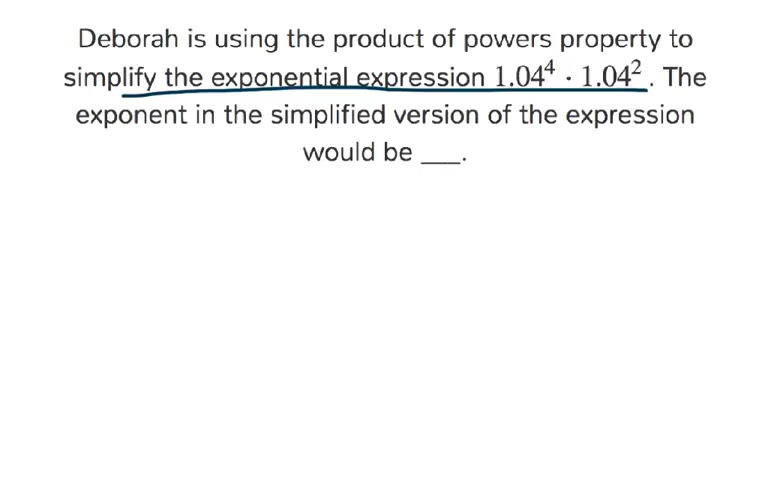 Deborah is using the product of powers property to
simplify the exponential expression 1.04⁴ · 1.04². The
exponent in the simplified version of the expression
would be ___.